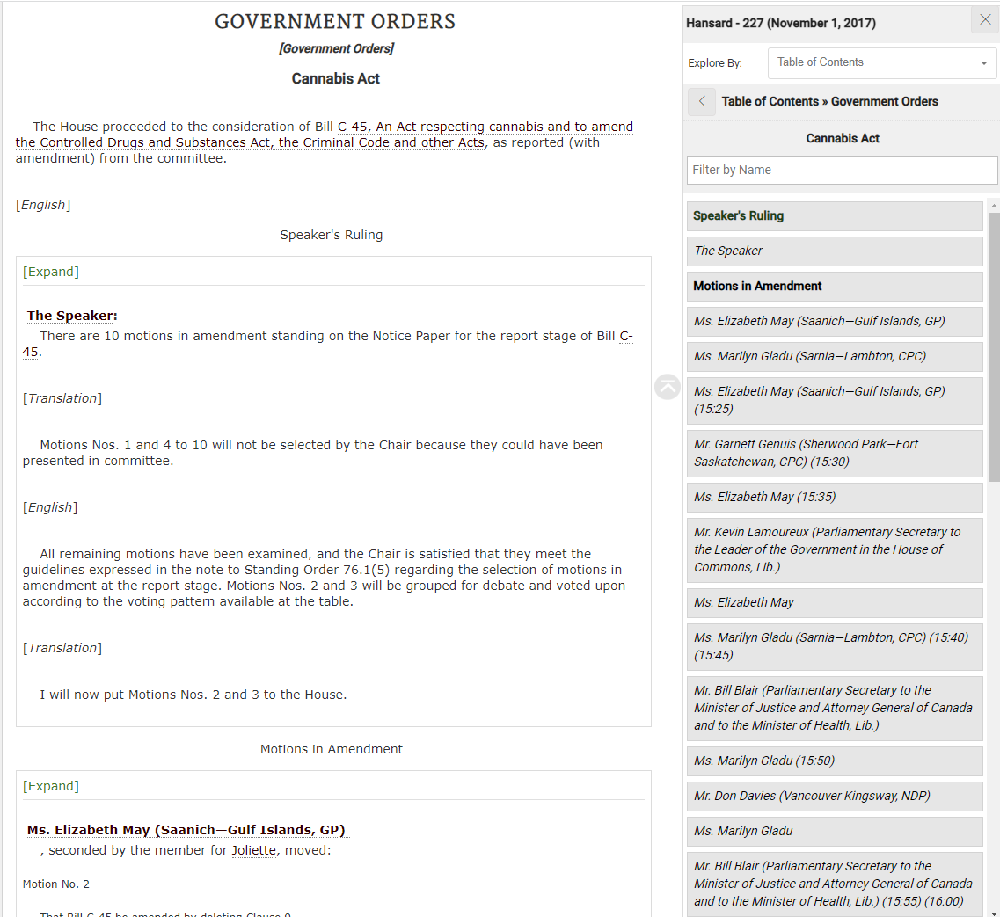 GOVERNMENT ORDERS
[Government Orders]
Cannabis Act
The House proceeded to the consideration of Bill C-45, An Act respecting cannabis and to amend
the Controlled Drugs and Substances Act, the Criminal Code and other Acts, as reported (with
amendment) from the committee.
[English]
Speaker's Ruling
[Expand]
The Speaker:
There are 10 motions in amendment standing on the Notice Paper for the report stage of Bill C-
45.
[Translation]
Motions Nos. 1 and 4 to 10 will not be selected by the Chair because they could have been
presented in committee.
[English]
All remaining motions have been examined, and the Chair is satisfied that they meet the
guidelines expressed in the note to Standing Order 76.1(5) regarding the selection of motions in
amendment at the report stage. Motions Nos. 2 and 3 will be grouped for debate and voted upon
according to the voting pattern available at the table.
[Translation]
I will now put Motions Nos. 2 and 3 to the House.
Motions in Amendment
[Expand]
Ms. Elizabeth May (Saanich—Gulf Islands, GP)
, seconded by the member for Joliette, moved:
Motion No. 2
That Bill C-45 be amended by deleting Clause 9.
Hansard - 227 (November 1, 2017)
Explore By:
Table of Contents
Table of Contents » Government Orders
Cannabis Act
Filter by Name
Speaker's Ruling
The Speaker
Motions in Amendment
Ms. Elizabeth May (Saanich—Gulf Islands, GP)
Ms. Marilyn Gladu (Sarnia—Lambton, CPC)
Ms. Elizabeth May (Saanich—Gulf Islands, GP)
(15:25)
Mr. Garnett Genuis (Sherwood Park—Fort
Saskatchewan, CPC) (15:30)
Ms. Elizabeth May (15:35)
Mr. Kevin Lamoureux (Parliamentary Secretary to
the Leader of the Government in the House of
Commons, Lib.)
Ms. Elizabeth May
Ms. Marilyn Gladu (Sarnia—Lambton, CPC) (15:40)
(15:45)
Mr. Bill Blair (Parliamentary Secretary to the
Minister of Justice and Attorney General of Canada
and to the Minister of Health, Lib.)
Ms. Marilyn Gladu (15:50)
Mr. Don Davies (Vancouver Kingsway, NDP)
Ms. Marilyn Gladu
Mr. Bill Blair (Parliamentary Secretary to the
Minister of Justice and Attorney General of Canada
and to the Minister of Health, Lib.) (15:55) (16:00)